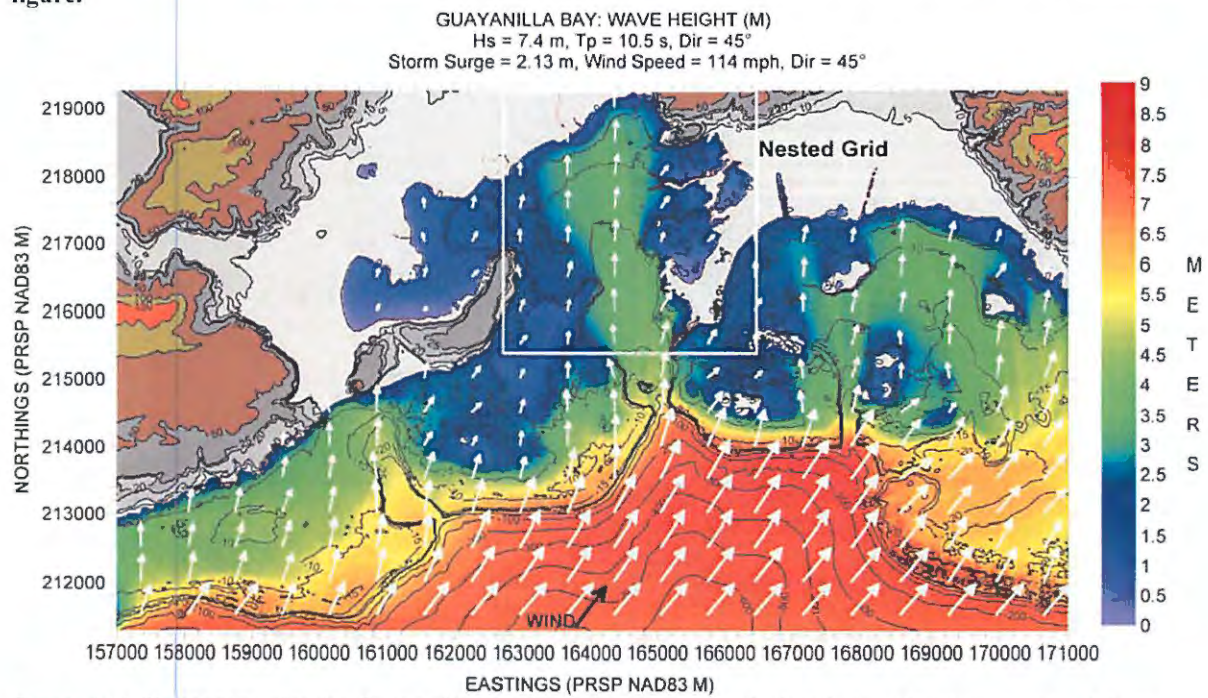 figure.
GUAYANILLA BAY: WAVE HEIGHT (M)
Hs = 7.4 m, Tp = 10.5 s, Dir = 45°
Storm Surge = 2.13 m, Wind Speed = 114 mph, Dir = 45°
219000
218000
217000
216000
215000
214000
213000
212000
NORTHINGS (PRSP NAD83 M)
Nested Grid
WIND
157000 158000 159000 160000 161000 162000 163000 164000 165000 166000 167000 168000 169000 170000 171000
EASTINGS (PRSP NAD83 M)
9
8.5
8
7.5
7
6.5
6
5.5
5
4.5
4
3.5
3
2.5
2
1.5
1
0.5
0
METERS